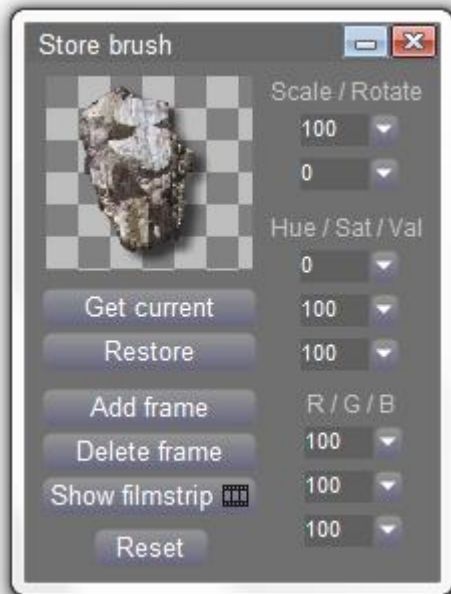 Store brush
Scale / Rotate
100
0
Hue / Sat / Val
0
100
100
Get current
Restore
Add frame
Delete frame
Show filmstrip
Reset
R / G / B
100
100
100